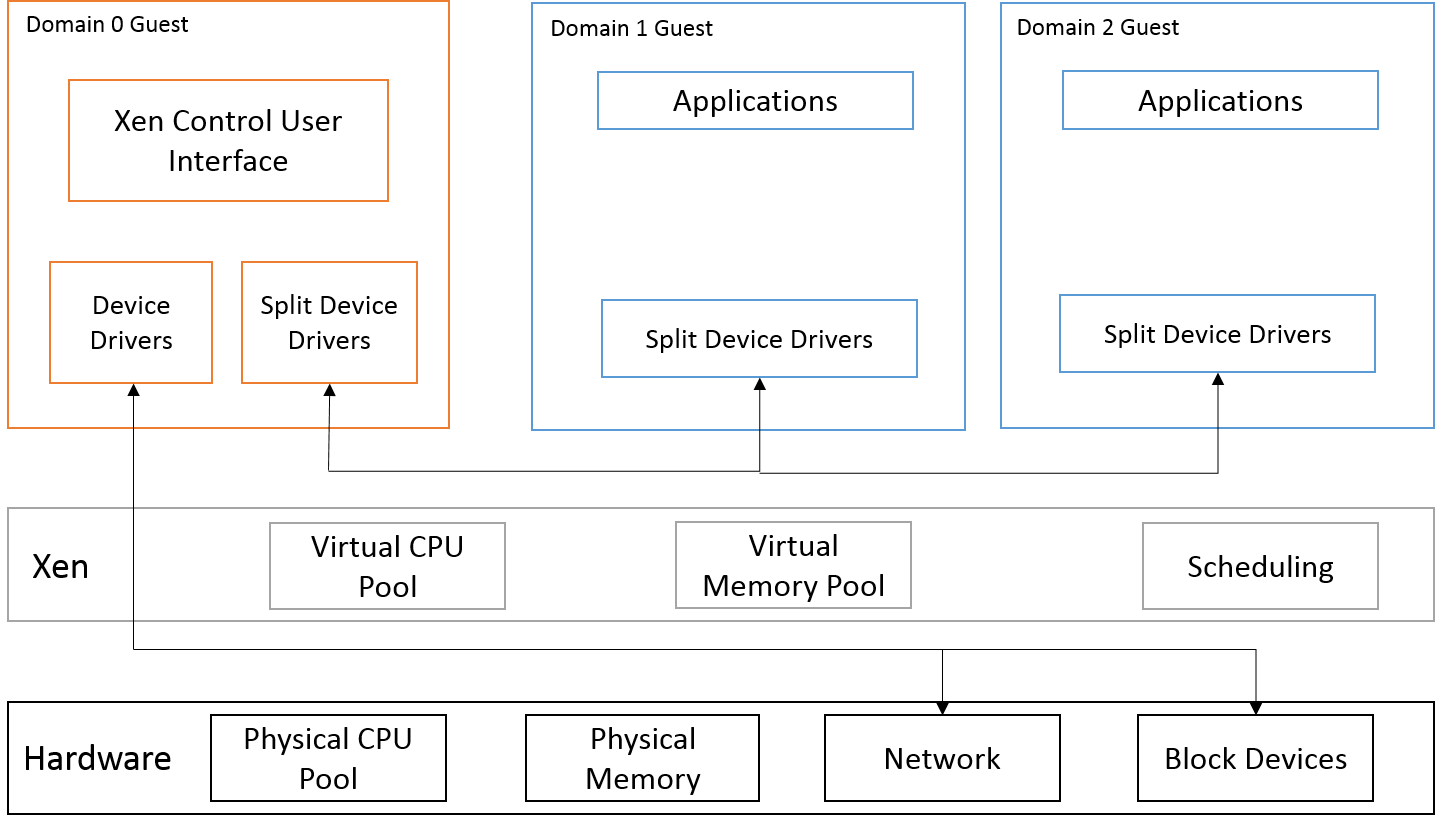 Domain 0 Guest
Xen Control User
Interface
Device
Drivers
Split Device
Drivers
Domain 1 Guest
Applications
Split Device Drivers
Domain 2 Guest
Applications
Split Device Drivers
Xen
Virtual CPU
Pool
Virtual
Memory Pool
Scheduling
Hardware
Physical CPU
Pool
Physical
Memory
Network
Block Devices